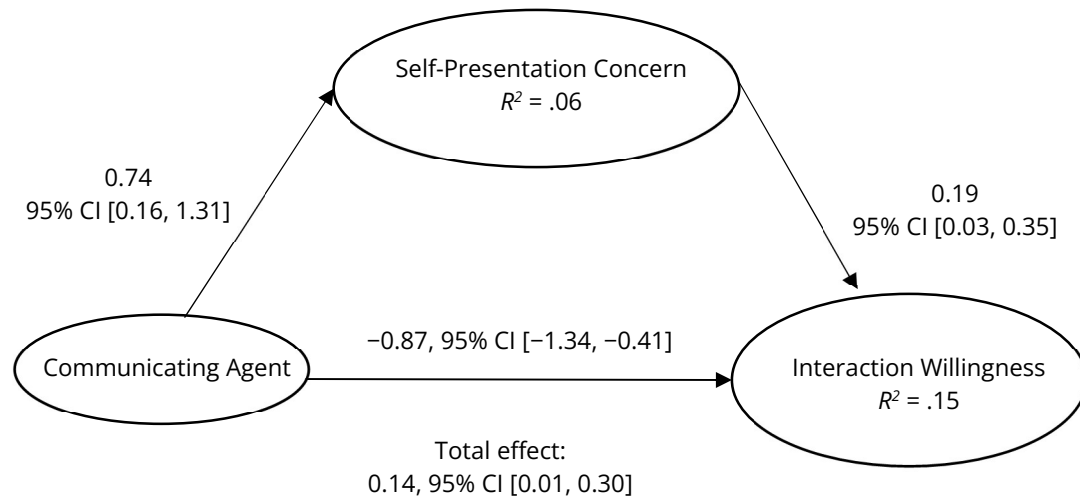 Self-Presentation Concern
R² = .06
0.74
95% CI [0.16, 1.31]
0.19
95% CI [0.03, 0.35]
−0.87, 95% CI [−1.34, −0.41]
Communicating Agent
Interaction Willingness
R² = .15
Total effect:
0.14, 95% CI [0.01, 0.30]